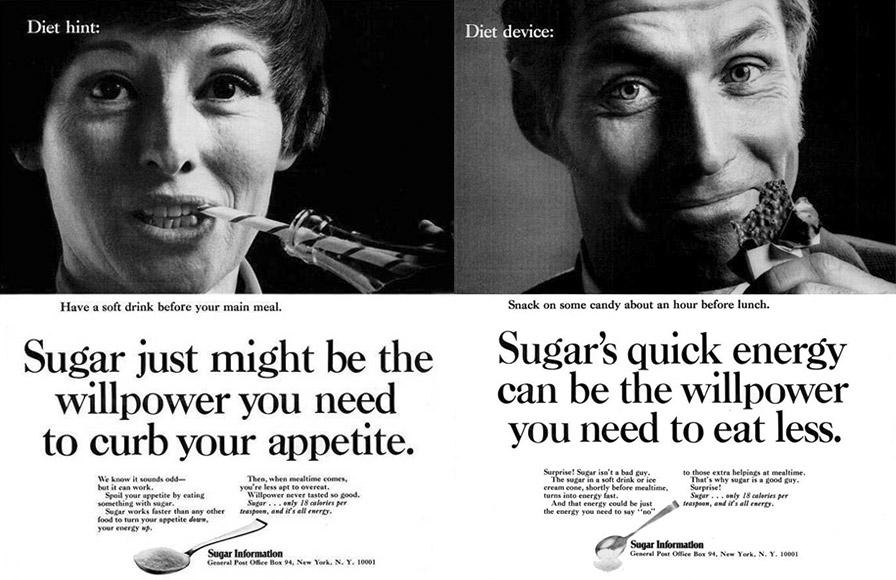 Diet hint:
Have a soft drink before your main meal.
Sugar just might be the
willpower you need
to curb your appetite.
We know it sounds odd—
but it can work.
Spoil your appetite by eating
something with sugar.
Sugar works faster than any other
food to turn your appetite down,
your energy up.
Then, when mealtime comes,
you're less apt to overeat.
Willpower never tasted so good.
Sugar . . . only 18 calories per
teaspoon, and it's all energy.
Sugar Information
General Post Office Box 94, New York, N. Y. 10001
Diet device:
Snack on some candy about an hour before lunch.
Sugar's quick energy
can be the willpower
you need to eat less.
Surprise! Sugar isn't a bad guy.
The sugar in a soft drink or ice
cream cone, shortly before mealtime,
turns into energy fast.
And that energy could be just
the energy you need to say "no"
to those extra helpings at mealtime.
That's why sugar is a good guy.
Surprise!
Sugar . . . only 18 calories per
teaspoon, and it's all energy.
Sugar Information
General Post Office Box 94, New York, N. Y. 10001